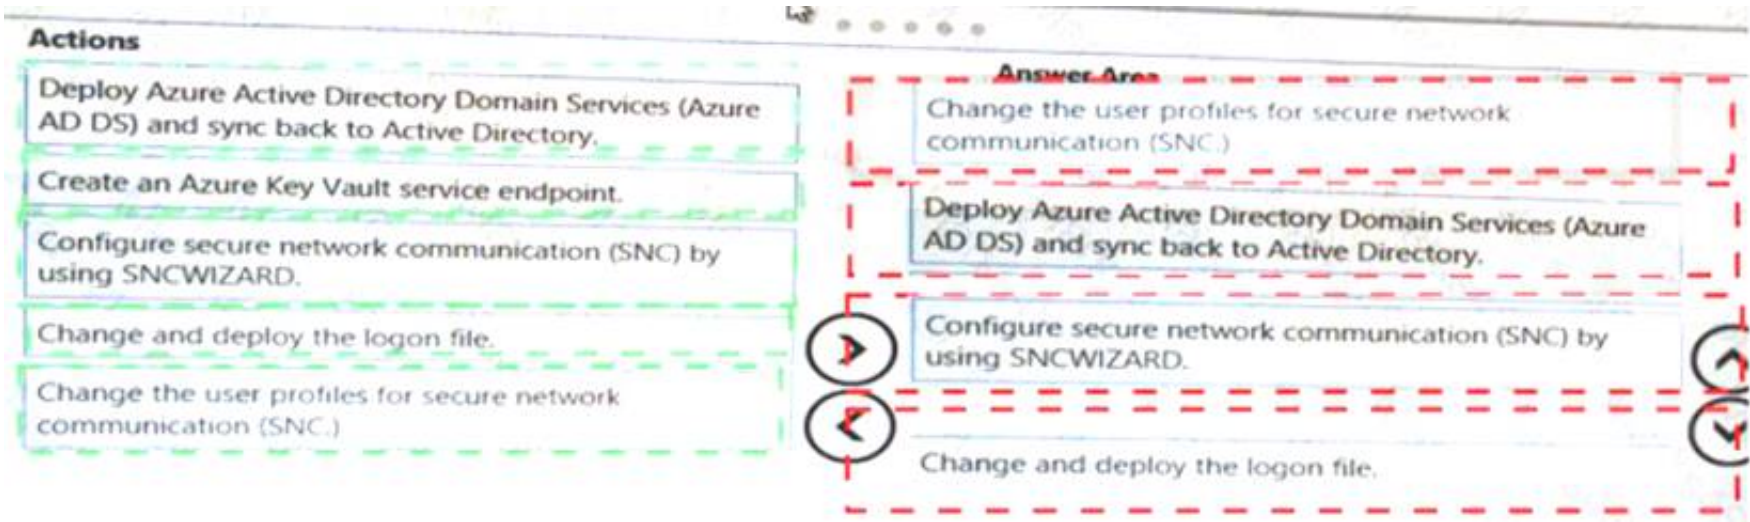 Actions
Deploy Azure Active Directory Domain Services (Azure
AD DS) and sync back to Active Directory.
Create an Azure Key Vault service endpoint.
Configure secure network communication (SNC) by
using SNCWIZARD.
Change and deploy the logon file.
Change the user profiles for secure network
communication (SNC.)
Answer Area
Change the user profiles for secure network
communication (SNC.)
Deploy Azure Active Directory Domain Services (Azure
AD DS) and sync back to Active Directory.
Configure secure network communication (SNC) by
using SNCWIZARD.
Change and deploy the logon file.